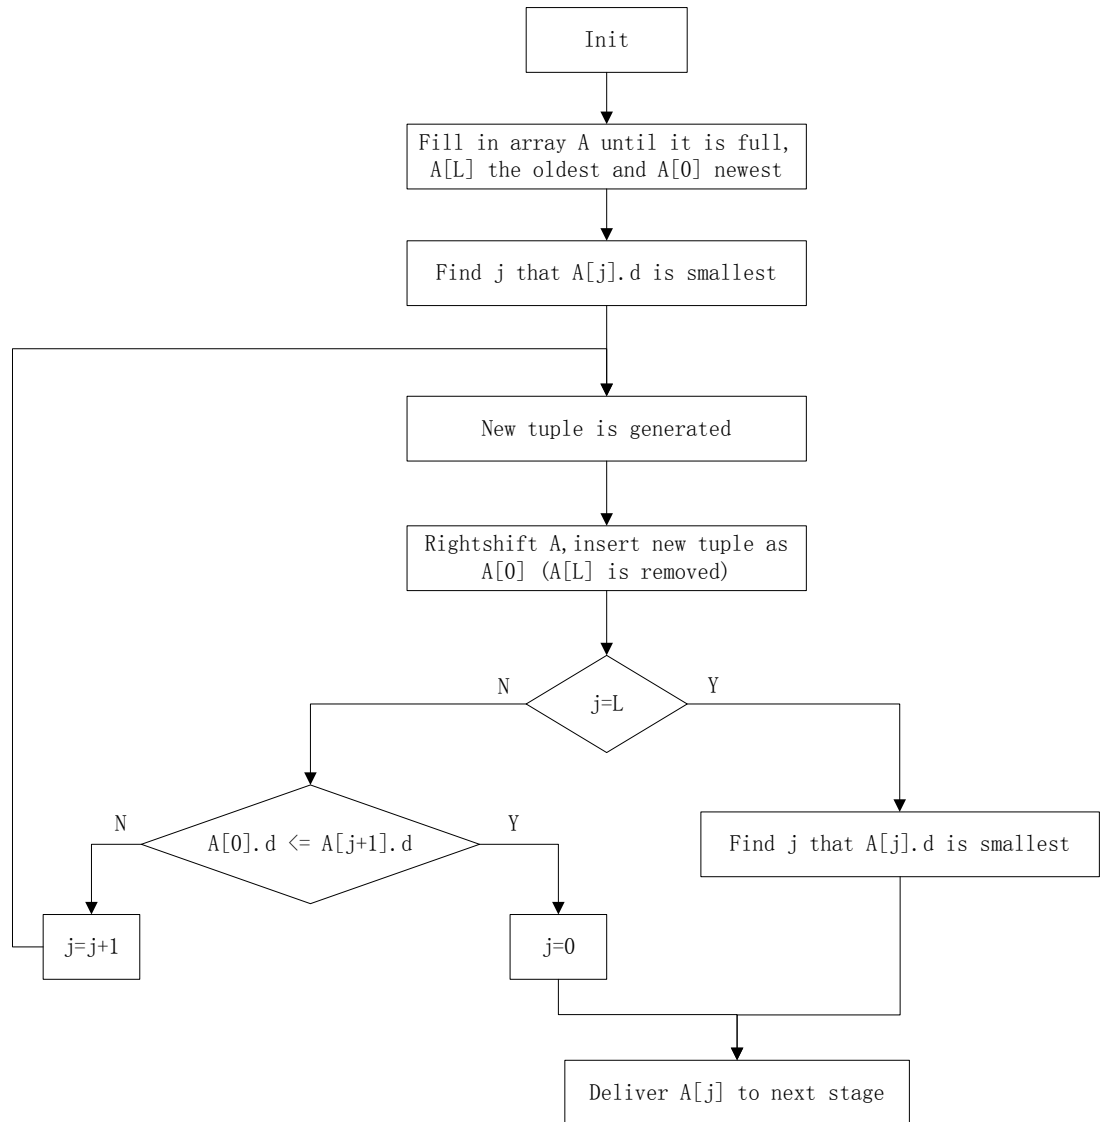 Init
Fill in array A until it is full,
A[L] the oldest and A[0] newest
Find j that A[j].d is smallest
New tuple is generated
Rightshift A,insert new tuple as
A[0] (A[L] is removed)
N
Y
j=L
N
A[0].d <= A[j+1].d
Y
Find j that A[j].d is smallest
j=j+1
j=0
Deliver A[j] to next stage